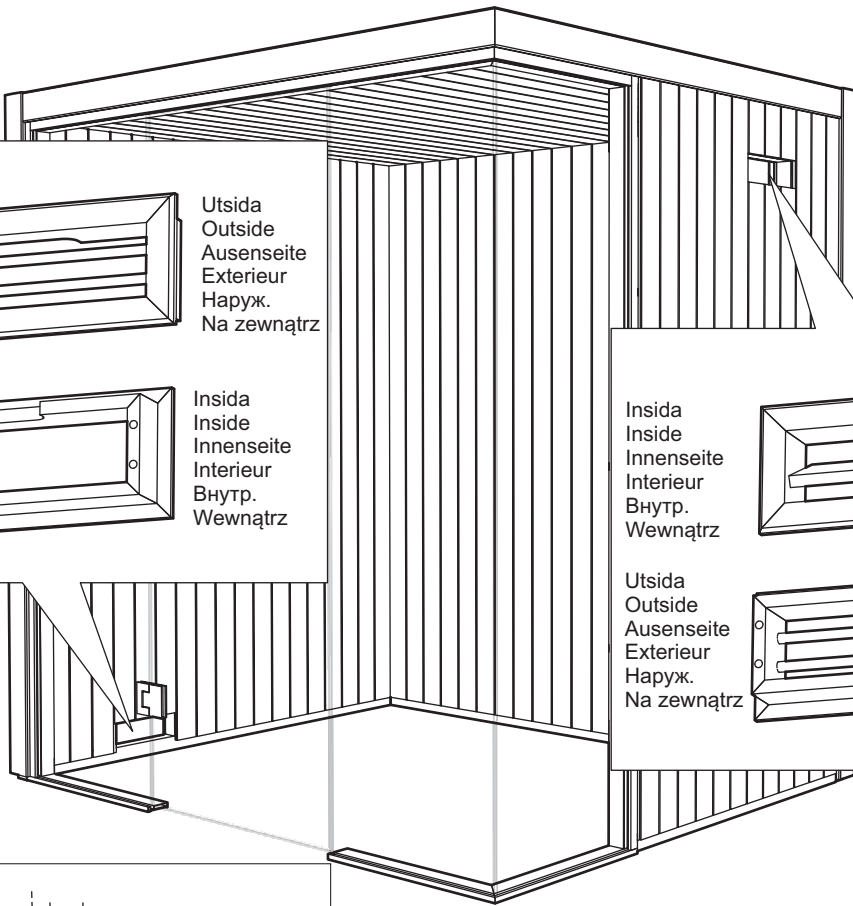 Utsida
Outside
Ausenseite
Exterieur
Наруж.
Na zewnątrz
Insida
Inside
Innenseite
Interieur
Внутр.
Wewnątrz
Insida
Inside
Innenseite
Interieur
Внутр.
Wewnątrz
Utsida
Outside
Ausenseite
Exterieur
Наруж.
Na zewnątrz